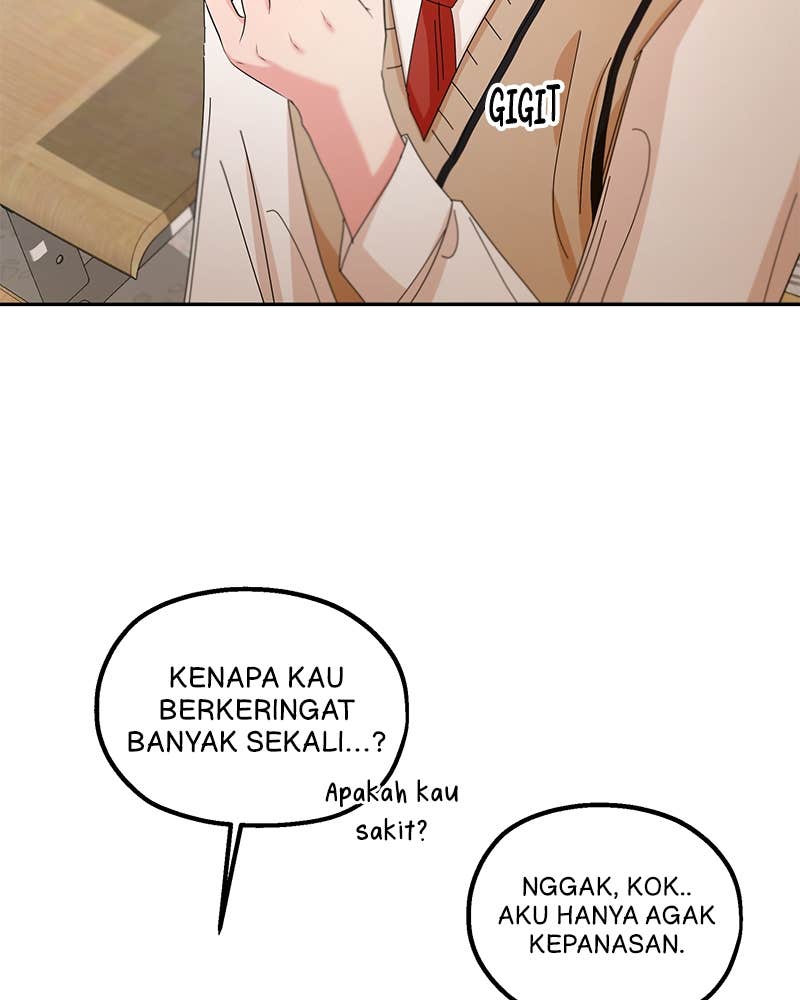 GIGIT
KENAPA KAU
BERKERINGAT
BANYAK SEKALI...?
Apakah kau
sakit?
NGGAK, KOK..
AKU HANYA AGAK
KEPANASAN.